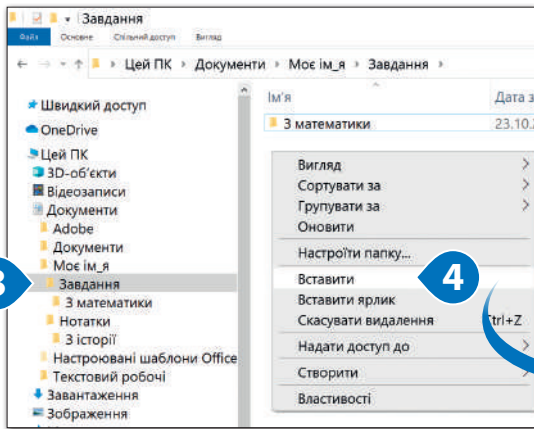 Завдання
Файл Основне Спільний доступ Вигляд
Цей ПК › Документи › Моє ім_я › Завдання ›
Швидкий доступ
OneDrive
Цей ПК
3D-об'єкти
Відеозаписи
Документи
Adobe
Документи
Моє ім_я
Завдання
З математики
Нотатки
З історії
Настроювані шаблони Office
Текстовий робочі
Завантаження
Зображення
Ім'я Дата з
З математики 23.10.2
Вигляд
Сортувати за
Групувати за
Оновити
Настроїти папку...
Вставити
4
Вставити ярлик
Скасувати видалення trl+Z
Надати доступ до
Створити
Властивості
3